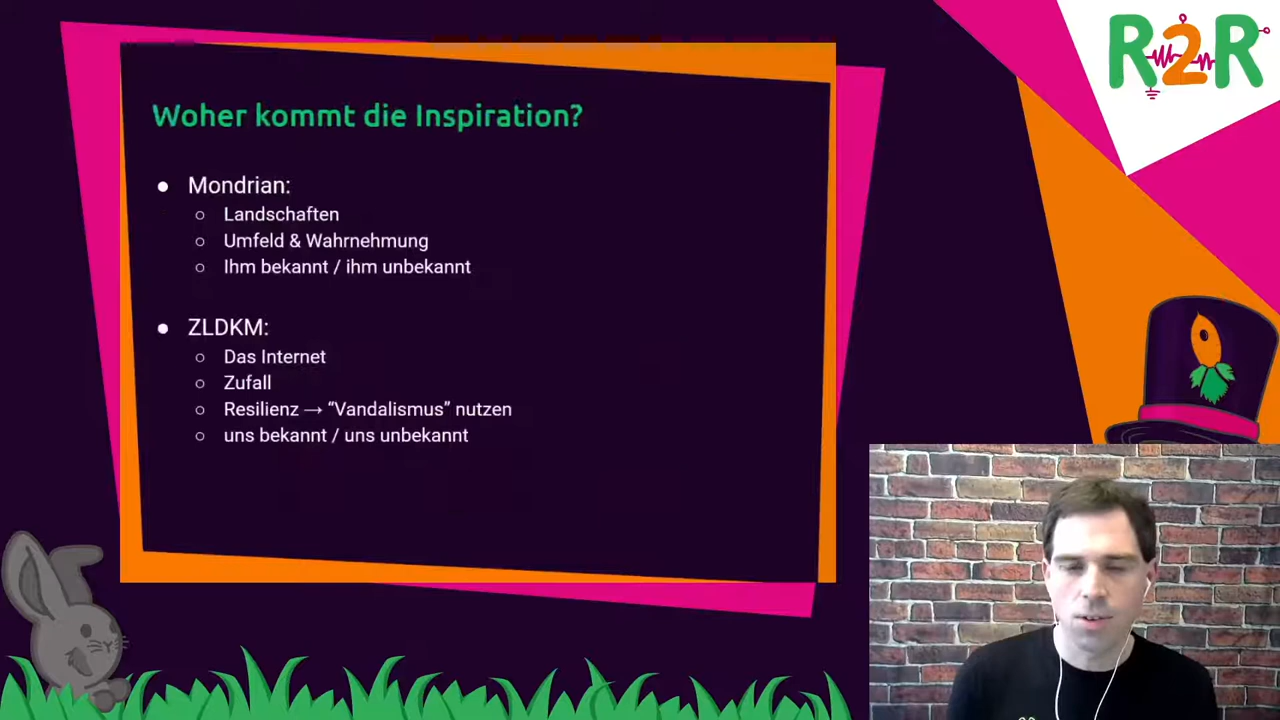 R2R
Woher kommt die Inspiration?
● Mondrian:
○ Landschaften
○ Umfeld & Wahrnehmung
○ Ihm bekannt / ihm unbekannt
● ZLDKM:
○ Das Internet
○ Zufall
○ Resilienz → “Vandalismus” nutzen
○ uns bekannt / uns unbekannt